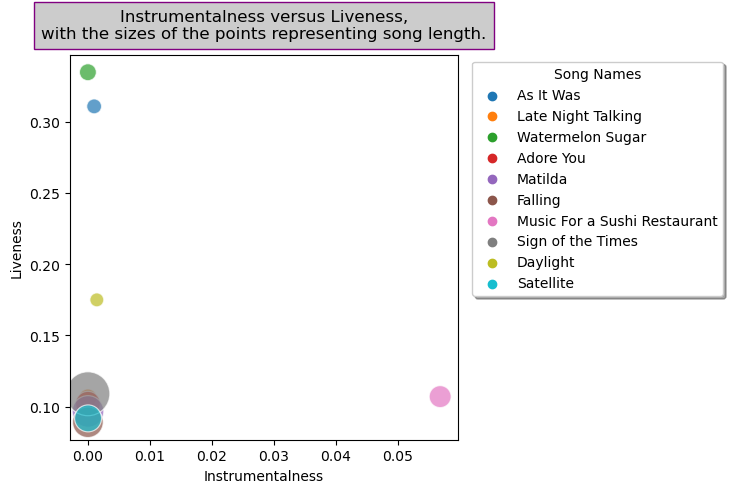 Instrumentalness versus Liveness,
with the sizes of the points representing song length.
Song Names
As It Was
Late Night Talking
Watermelon Sugar
Adore You
Matilda
Falling
Music For a Sushi Restaurant
Sign of the Times
Daylight
Satellite
Liveness
0.30
0.25
0.20
0.15
0.10
0.00 0.01 0.02 0.03 0.04 0.05
Instrumentalness